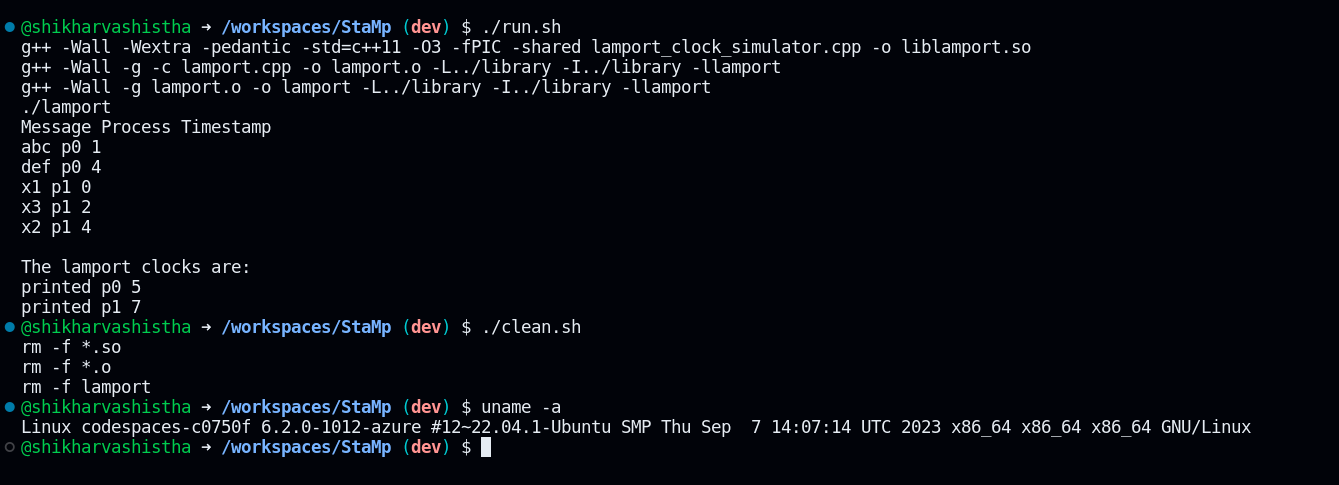 @shikharvashistha ➜ /workspaces/StaMp (dev) $ ./run.sh
g++ -Wall -Wextra -pedantic -std=c++11 -O3 -fPIC -shared lamport_clock_simulator.cpp -o liblamport.so
g++ -Wall -g -c lamport.cpp -o lamport.o -L../library -I../library -llamport
g++ -Wall -g lamport.o -o lamport -L../library -I../library -llamport
./lamport
Message Process Timestamp
abc p0 1
def p0 4
x1 p1 0
x3 p1 2
x2 p1 4

The lamport clocks are:
printed p0 5
printed p1 7
@shikharvashistha ➜ /workspaces/StaMp (dev) $ ./clean.sh
rm -f *.so
rm -f *.o
rm -f lamport
@shikharvashistha ➜ /workspaces/StaMp (dev) $ uname -a
Linux codespaces-c0750f 6.2.0-1012-azure #12~22.04.1-Ubuntu SMP Thu Sep  7 14:07:14 UTC 2023 x86_64 x86_64 x86_64 GNU/Linux
@shikharvashistha ➜ /workspaces/StaMp (dev) $